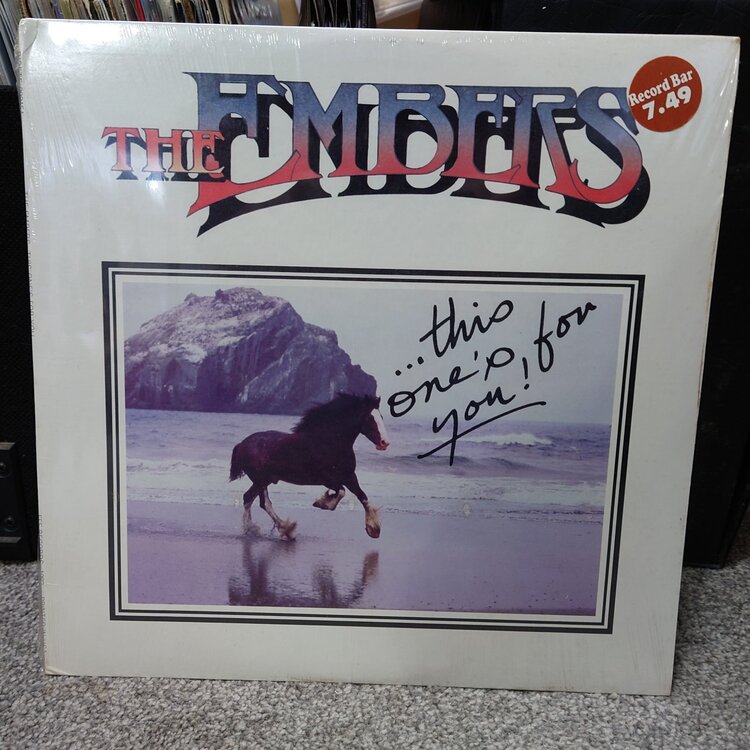 THE EMBERS
Record Bar
7.49
...this
one's, for
you!